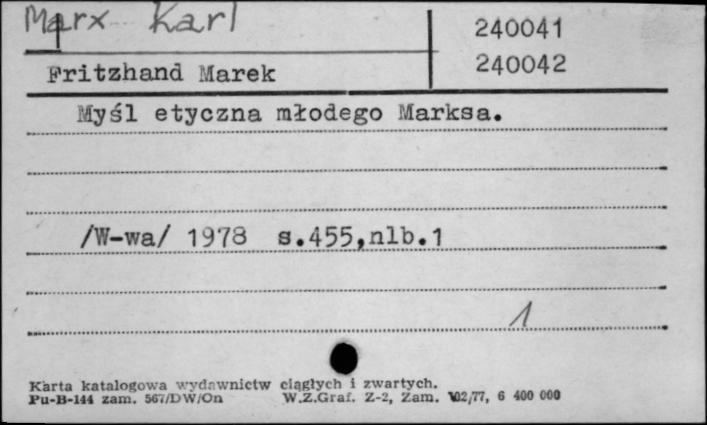 Marx Karl
240041
Fritzhand Marek
240042
Myśl etyczna młodego Marksa.
/W-wa/ 1978 s.455,nlb.1
1
Karta katalogowa wydawnictw ciągłych i zwartych.
Pu-B-144 zam. 567/DW/On W.Z.Graf. Z-2, Zam. 102/77, 6 400 000